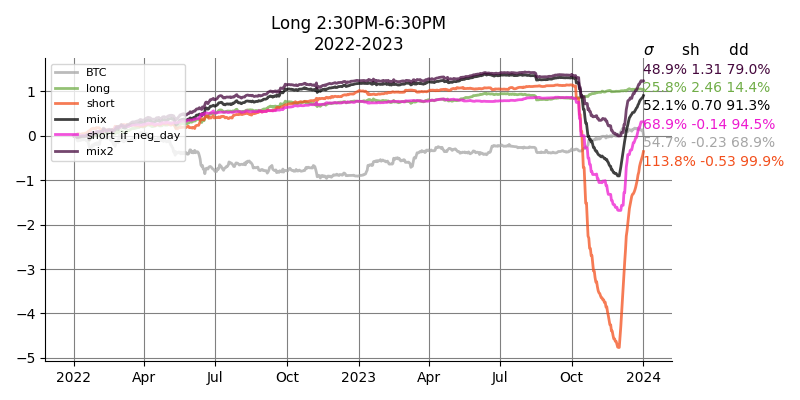 Long 2:30PM-6:30PM
2022-2023
σ sh dd
48.9% 1.31 79.0%
25.8% 2.46 14.4%
52.1% 0.70 91.3%
68.9% -0.14 94.5%
54.7% -0.23 68.9%
113.8% -0.53 99.9%
BTC
long
short
mix
short_if_neg_day
mix2
1
0
−1
−2
−3
−4
−5
2022 Apr Jul Oct 2023 Apr Jul Oct 2024